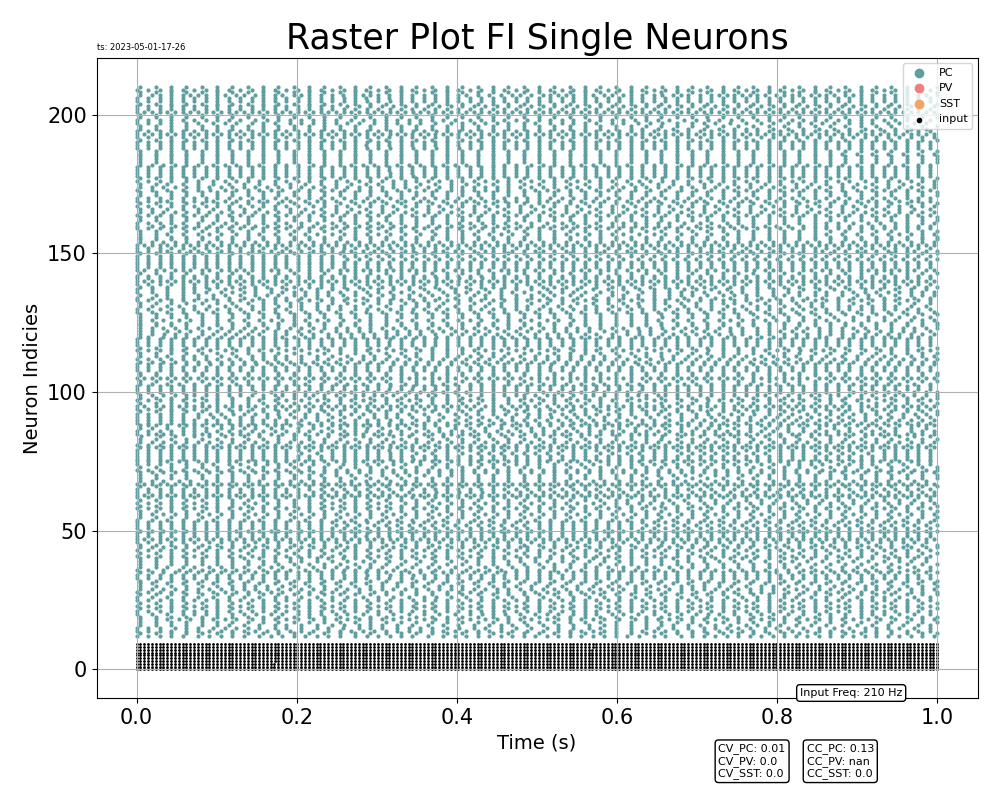 Raster Plot FI Single Neurons
ts: 2023-05-01-17-26
PC
PV
SST
input
200
150
100
50
0
Neuron Indicies
Input Freq: 210 Hz
0.0 0.2 0.4 0.6 0.8 1.0
Time (s)
CV_PC: 0.01
CV_PV: 0.0
CV_SST: 0.0
CC_PC: 0.13
CC_PV: nan
CC_SST: 0.0